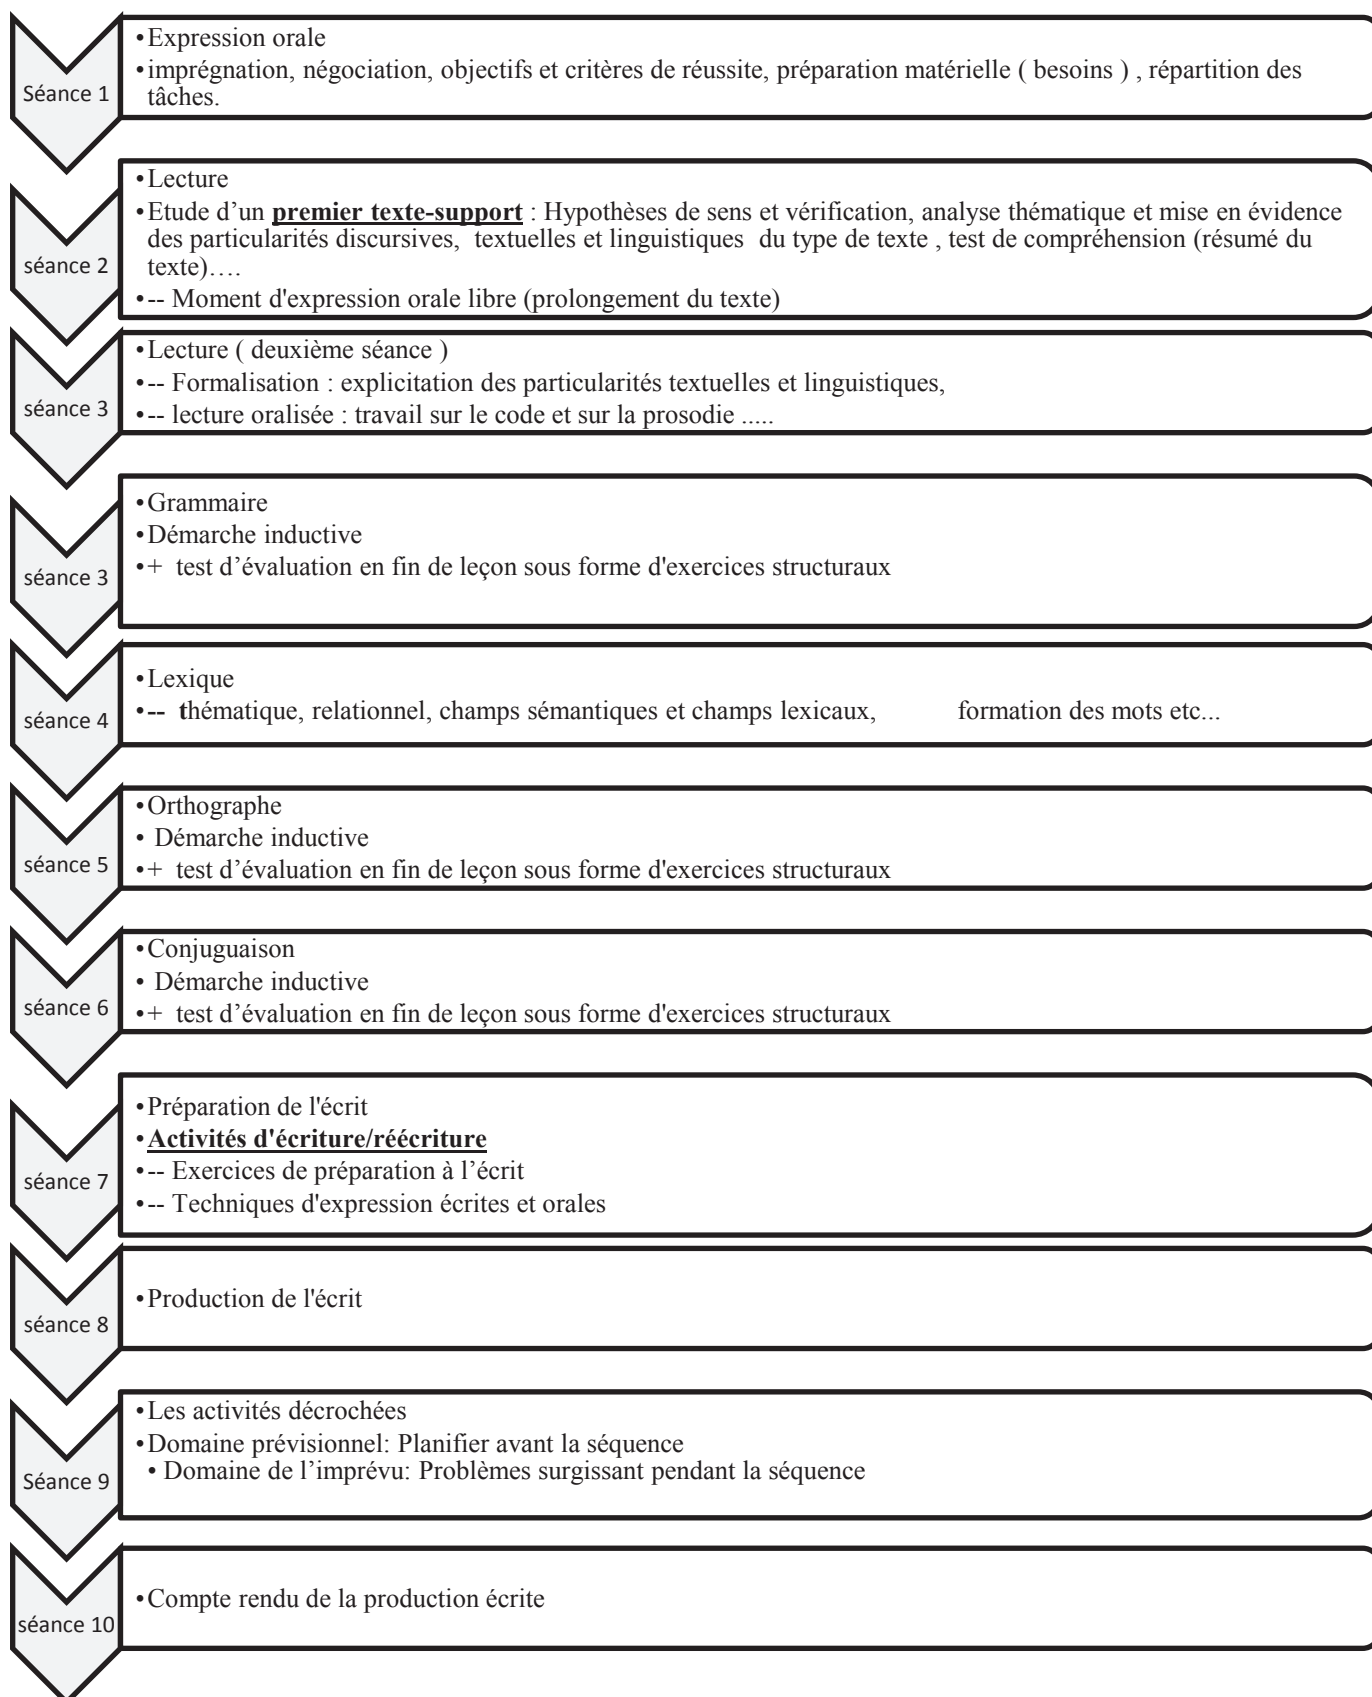 Séance 1
•Expression orale
•imprégnation, négociation, objectifs et critères de réussite, préparation matérielle ( besoins ) , répartition des
tâches.
séance 2
•Lecture
•Etude d’un premier texte-support : Hypothèses de sens et vérification, analyse thématique et mise en évidence
des particularités discursives, textuelles et linguistiques du type de texte , test de compréhension (résumé du
texte)….
•-- Moment d'expression orale libre (prolongement du texte)
séance 3
•Lecture ( deuxième séance )
•-- Formalisation : explicitation des particularités textuelles et linguistiques,
•-- lecture oralisée : travail sur le code et sur la prosodie .....
séance 3
•Grammaire
•Démarche inductive
•+ test d’évaluation en fin de leçon sous forme d'exercices structuraux
séance 4
•Lexique
•-- thématique, relationnel, champs sémantiques et champs lexicaux, formation des mots etc...
séance 5
•Orthographe
• Démarche inductive
•+ test d’évaluation en fin de leçon sous forme d'exercices structuraux
séance 6
•Conjuguaison
• Démarche inductive
•+ test d’évaluation en fin de leçon sous forme d'exercices structuraux
séance 7
•Préparation de l'écrit
•Activités d'écriture/réécriture
•-- Exercices de préparation à l’écrit
•-- Techniques d'expression écrites et orales
séance 8
•Production de l'écrit
Séance 9
•Les activités décrochées
•Domaine prévisionnel: Planifier avant la séquence
• Domaine de l’imprévu: Problèmes surgissant pendant la séquence
séance 10
•Compte rendu de la production écrite